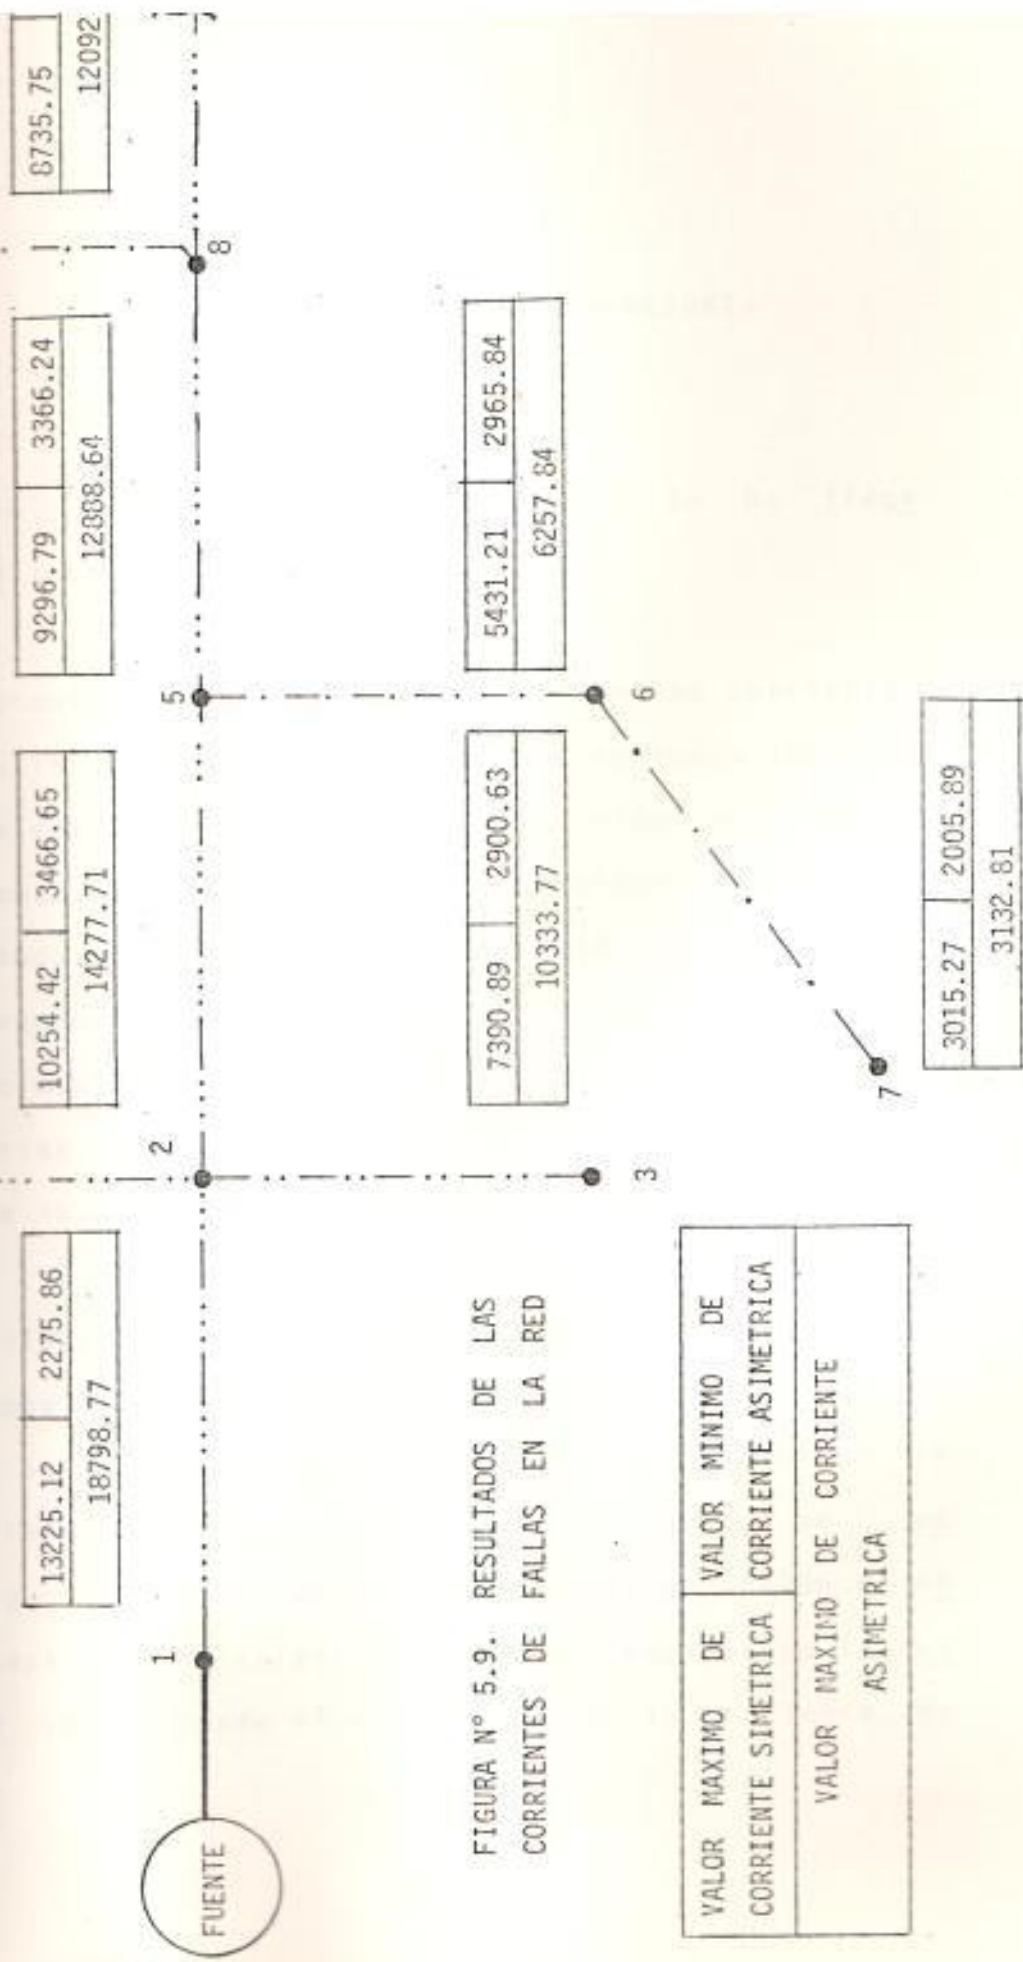 13225.12 2275.86
18798.77
10254.42 3466.65
14277.71
9296.79 3366.24
12888.64
8735.75
12092
FUENTE
1
2
5
8
7390.89 2900.63
10333.77
5431.21 2965.84
6257.84
3
6
7
3015.27 2005.89
3132.81
FIGURA N° 5.9. RESULTADOS DE LAS
CORRIENTES DE FALLAS EN LA RED
VALOR MAXIMO DE
CORRIENTE SIMETRICA
VALOR MINIMO DE
CORRIENTE ASIMETRICA
VALOR MAXIMO DE CORRIENTE
ASIMETRICA